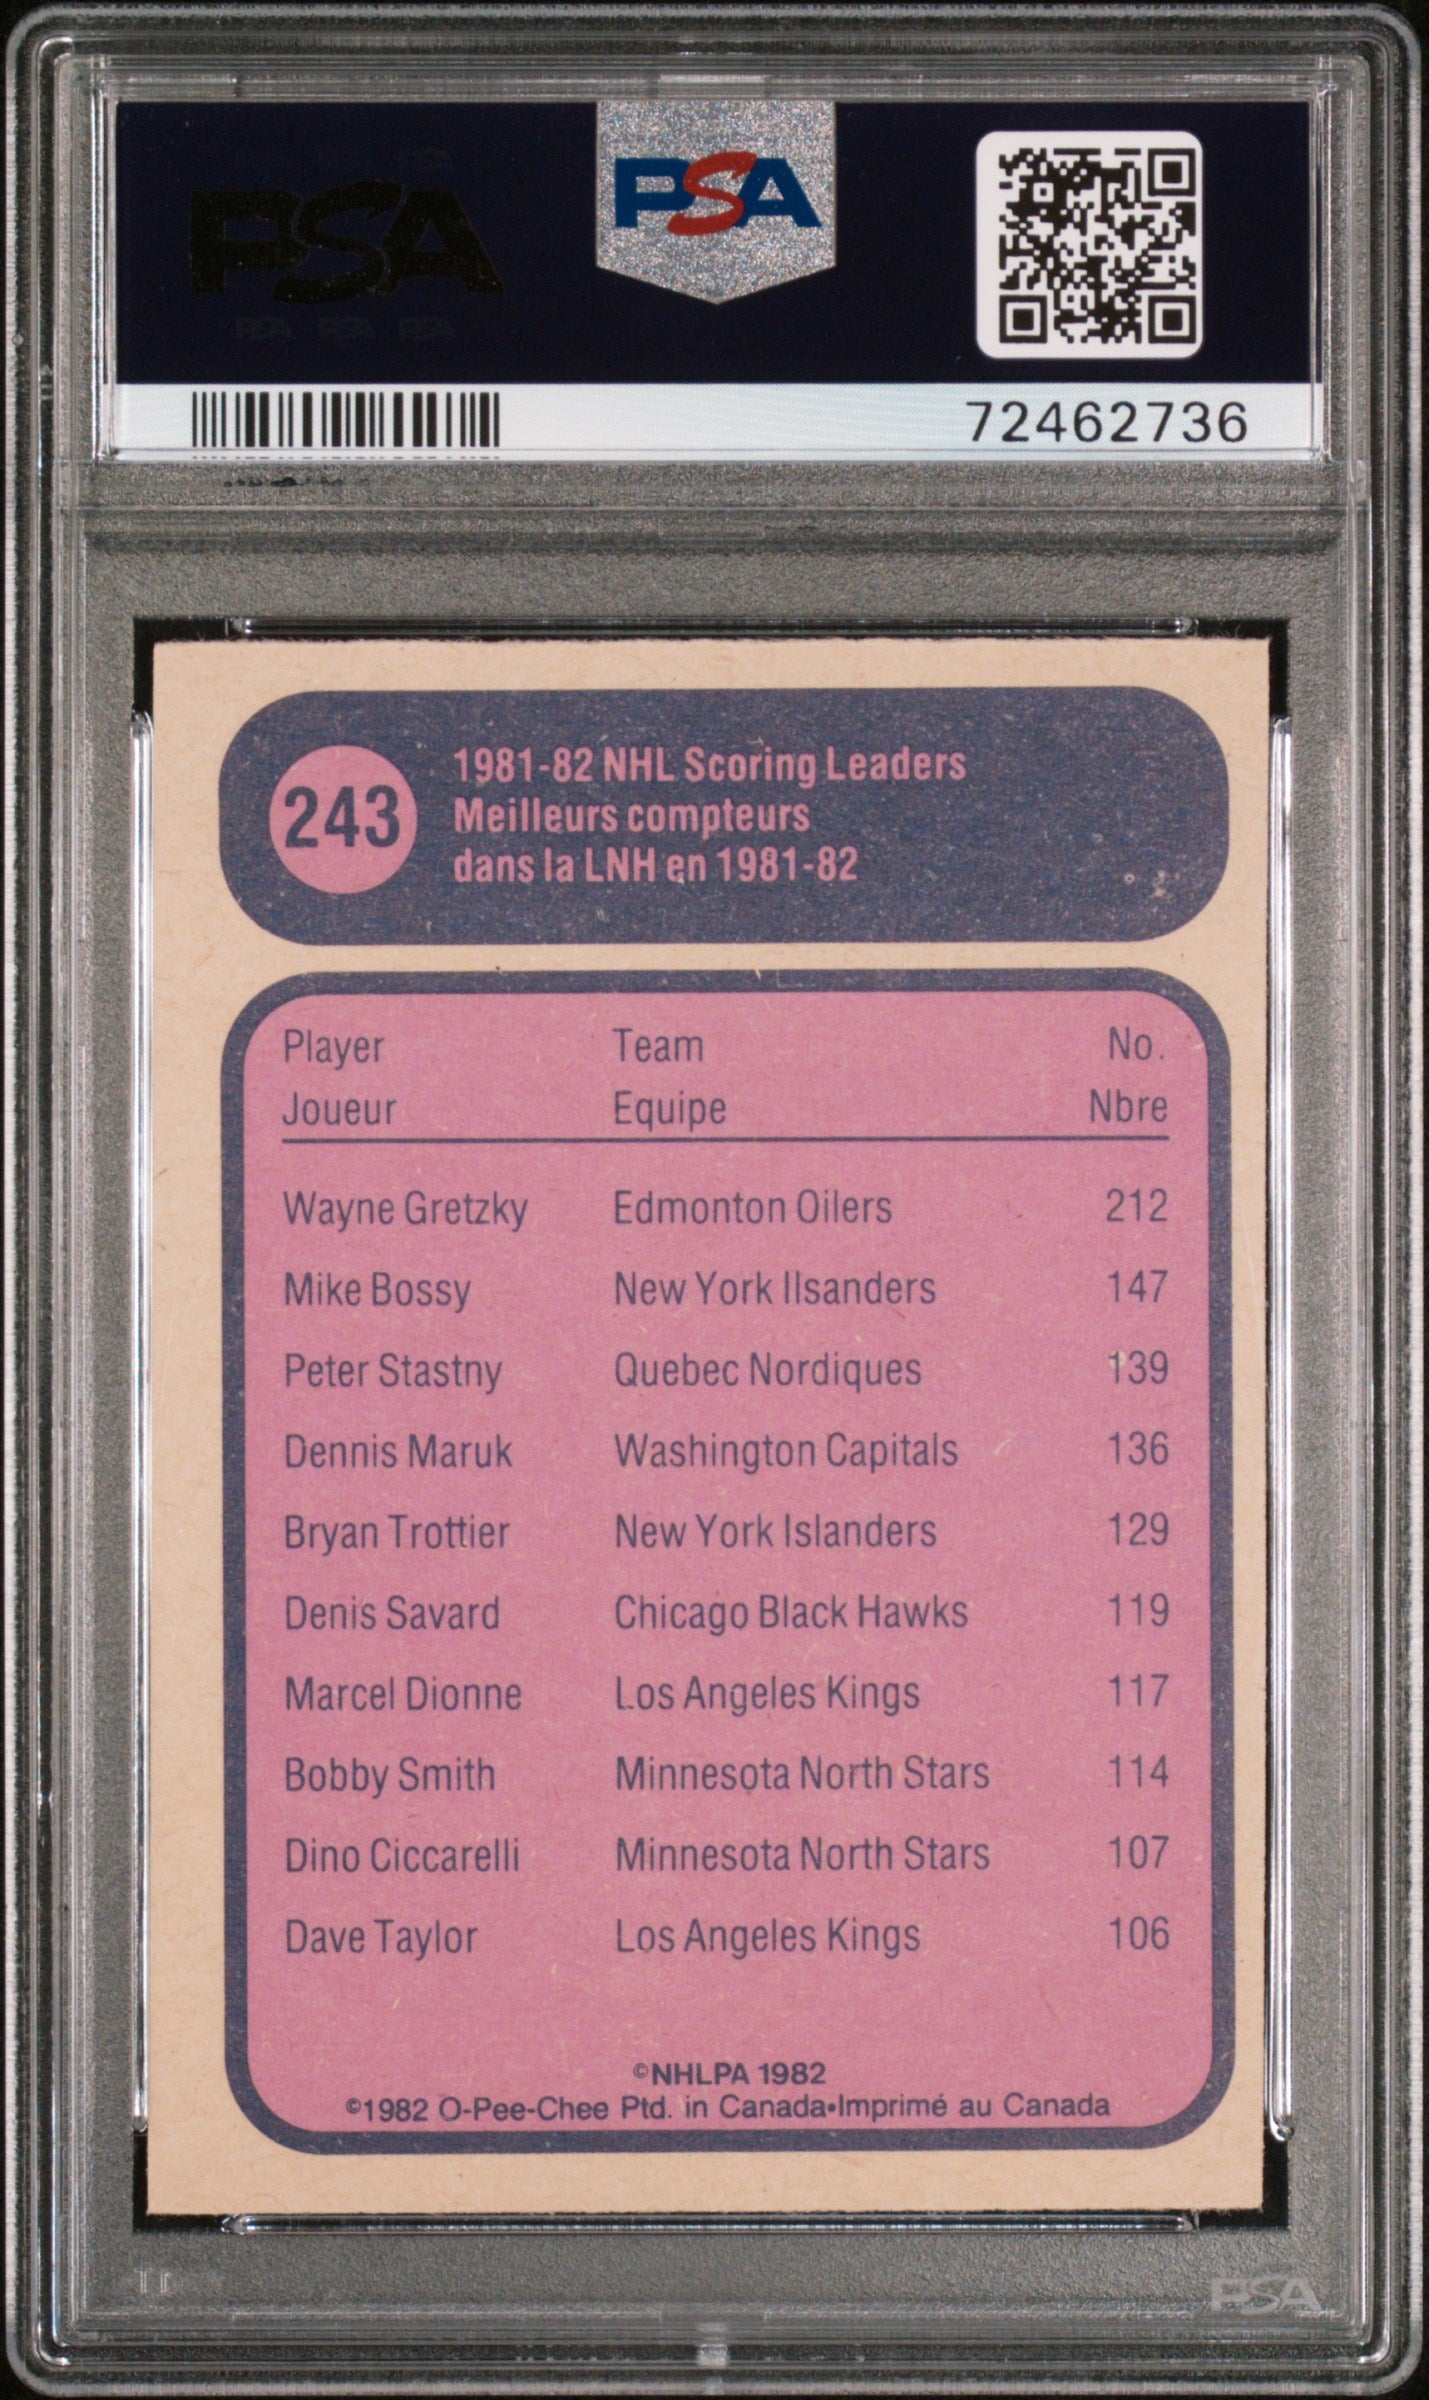 PSA
PSA
72462736
243
1981-82 NHL Scoring Leaders
Meilleurs compteurs
dans la LNH en 1981-82
Player Team No.
Joueur Equipe Nbre
Wayne Gretzky Edmonton Oilers 212
Mike Bossy New York Ilsanders 147
Peter Stastny Quebec Nordiques 139
Dennis Maruk Washington Capitals 136
Bryan Trottier New York Islanders 129
Denis Savard Chicago Black Hawks 119
Marcel Dionne Los Angeles Kings 117
Bobby Smith Minnesota North Stars 114
Dino Ciccarelli Minnesota North Stars 107
Dave Taylor Los Angeles Kings 106
©NHLPA 1982
©1982 O-Pee-Chee Ptd. in Canada•Imprimé au Canada
PSA